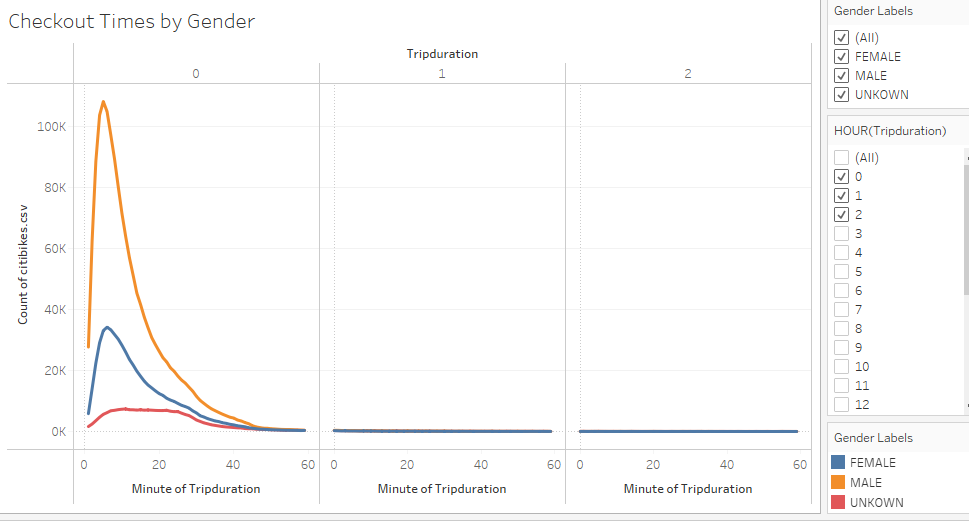 Checkout Times by Gender
Tripduration
0 1 2
Count of citibikes.csv
100K
80K
60K
40K
20K
0K
0 20 40 60 0 20 40 60 0 20 40 60
Minute of Tripduration Minute of Tripduration Minute of Tripduration
Gender Labels
(All)
FEMALE
MALE
UNKOWN
HOUR(Tripduration)
(All)
0
1
2
3
4
5
6
7
8
9
10
11
12
Gender Labels
FEMALE
MALE
UNKOWN